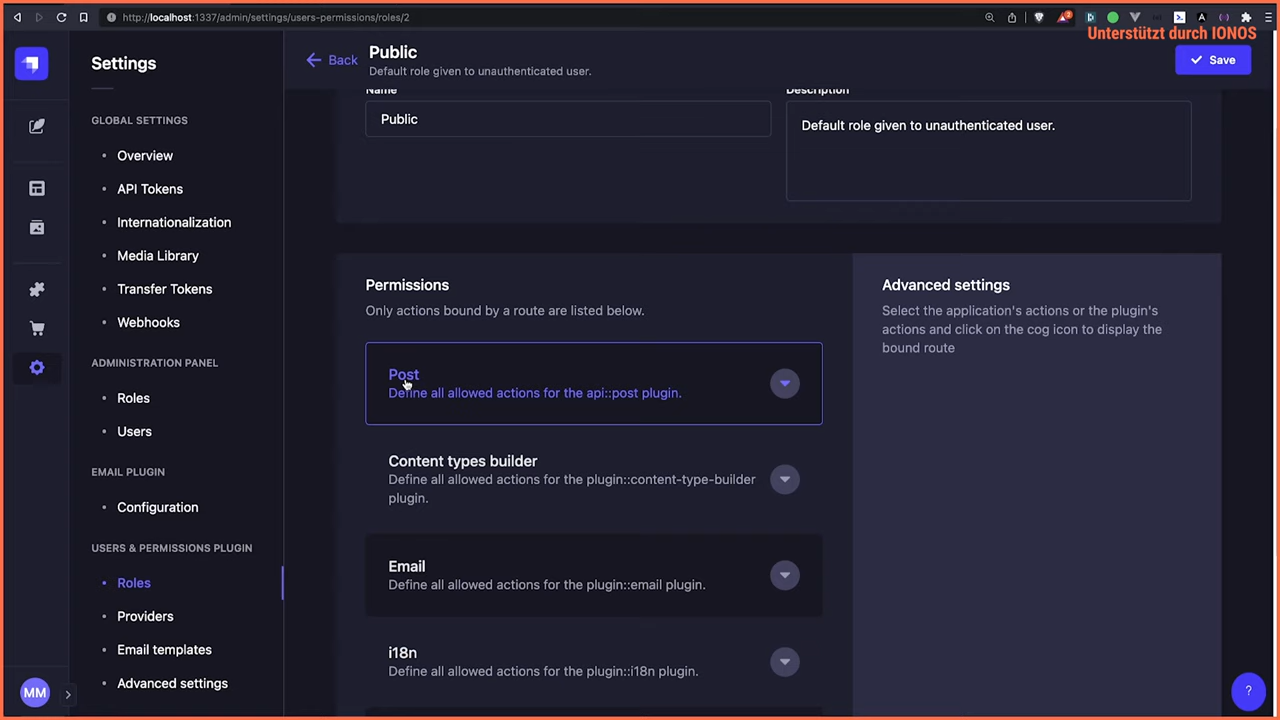 http://localhost:1337/admin/settings/users-permissions/roles/2
Unterstützt durch IONOS
Settings
GLOBAL SETTINGS
Overview
API Tokens
Internationalization
Media Library
Transfer Tokens
Webhooks
ADMINISTRATION PANEL
Roles
Users
EMAIL PLUGIN
Configuration
USERS & PERMISSIONS PLUGIN
Roles
Providers
Email templates
Advanced settings
MM
Back
Public
Default role given to unauthenticated user.
Save
Name
Public
Description
Default role given to unauthenticated user.
Permissions
Only actions bound by a route are listed below.
Post
Define all allowed actions for the api::post plugin.
Content types builder
Define all allowed actions for the plugin::content-type-builder
plugin.
Email
Define all allowed actions for the plugin::email plugin.
i18n
Define all allowed actions for the plugin::i18n plugin.
Advanced settings
Select the application's actions or the plugin's
actions and click on the cog icon to display the
bound route
?